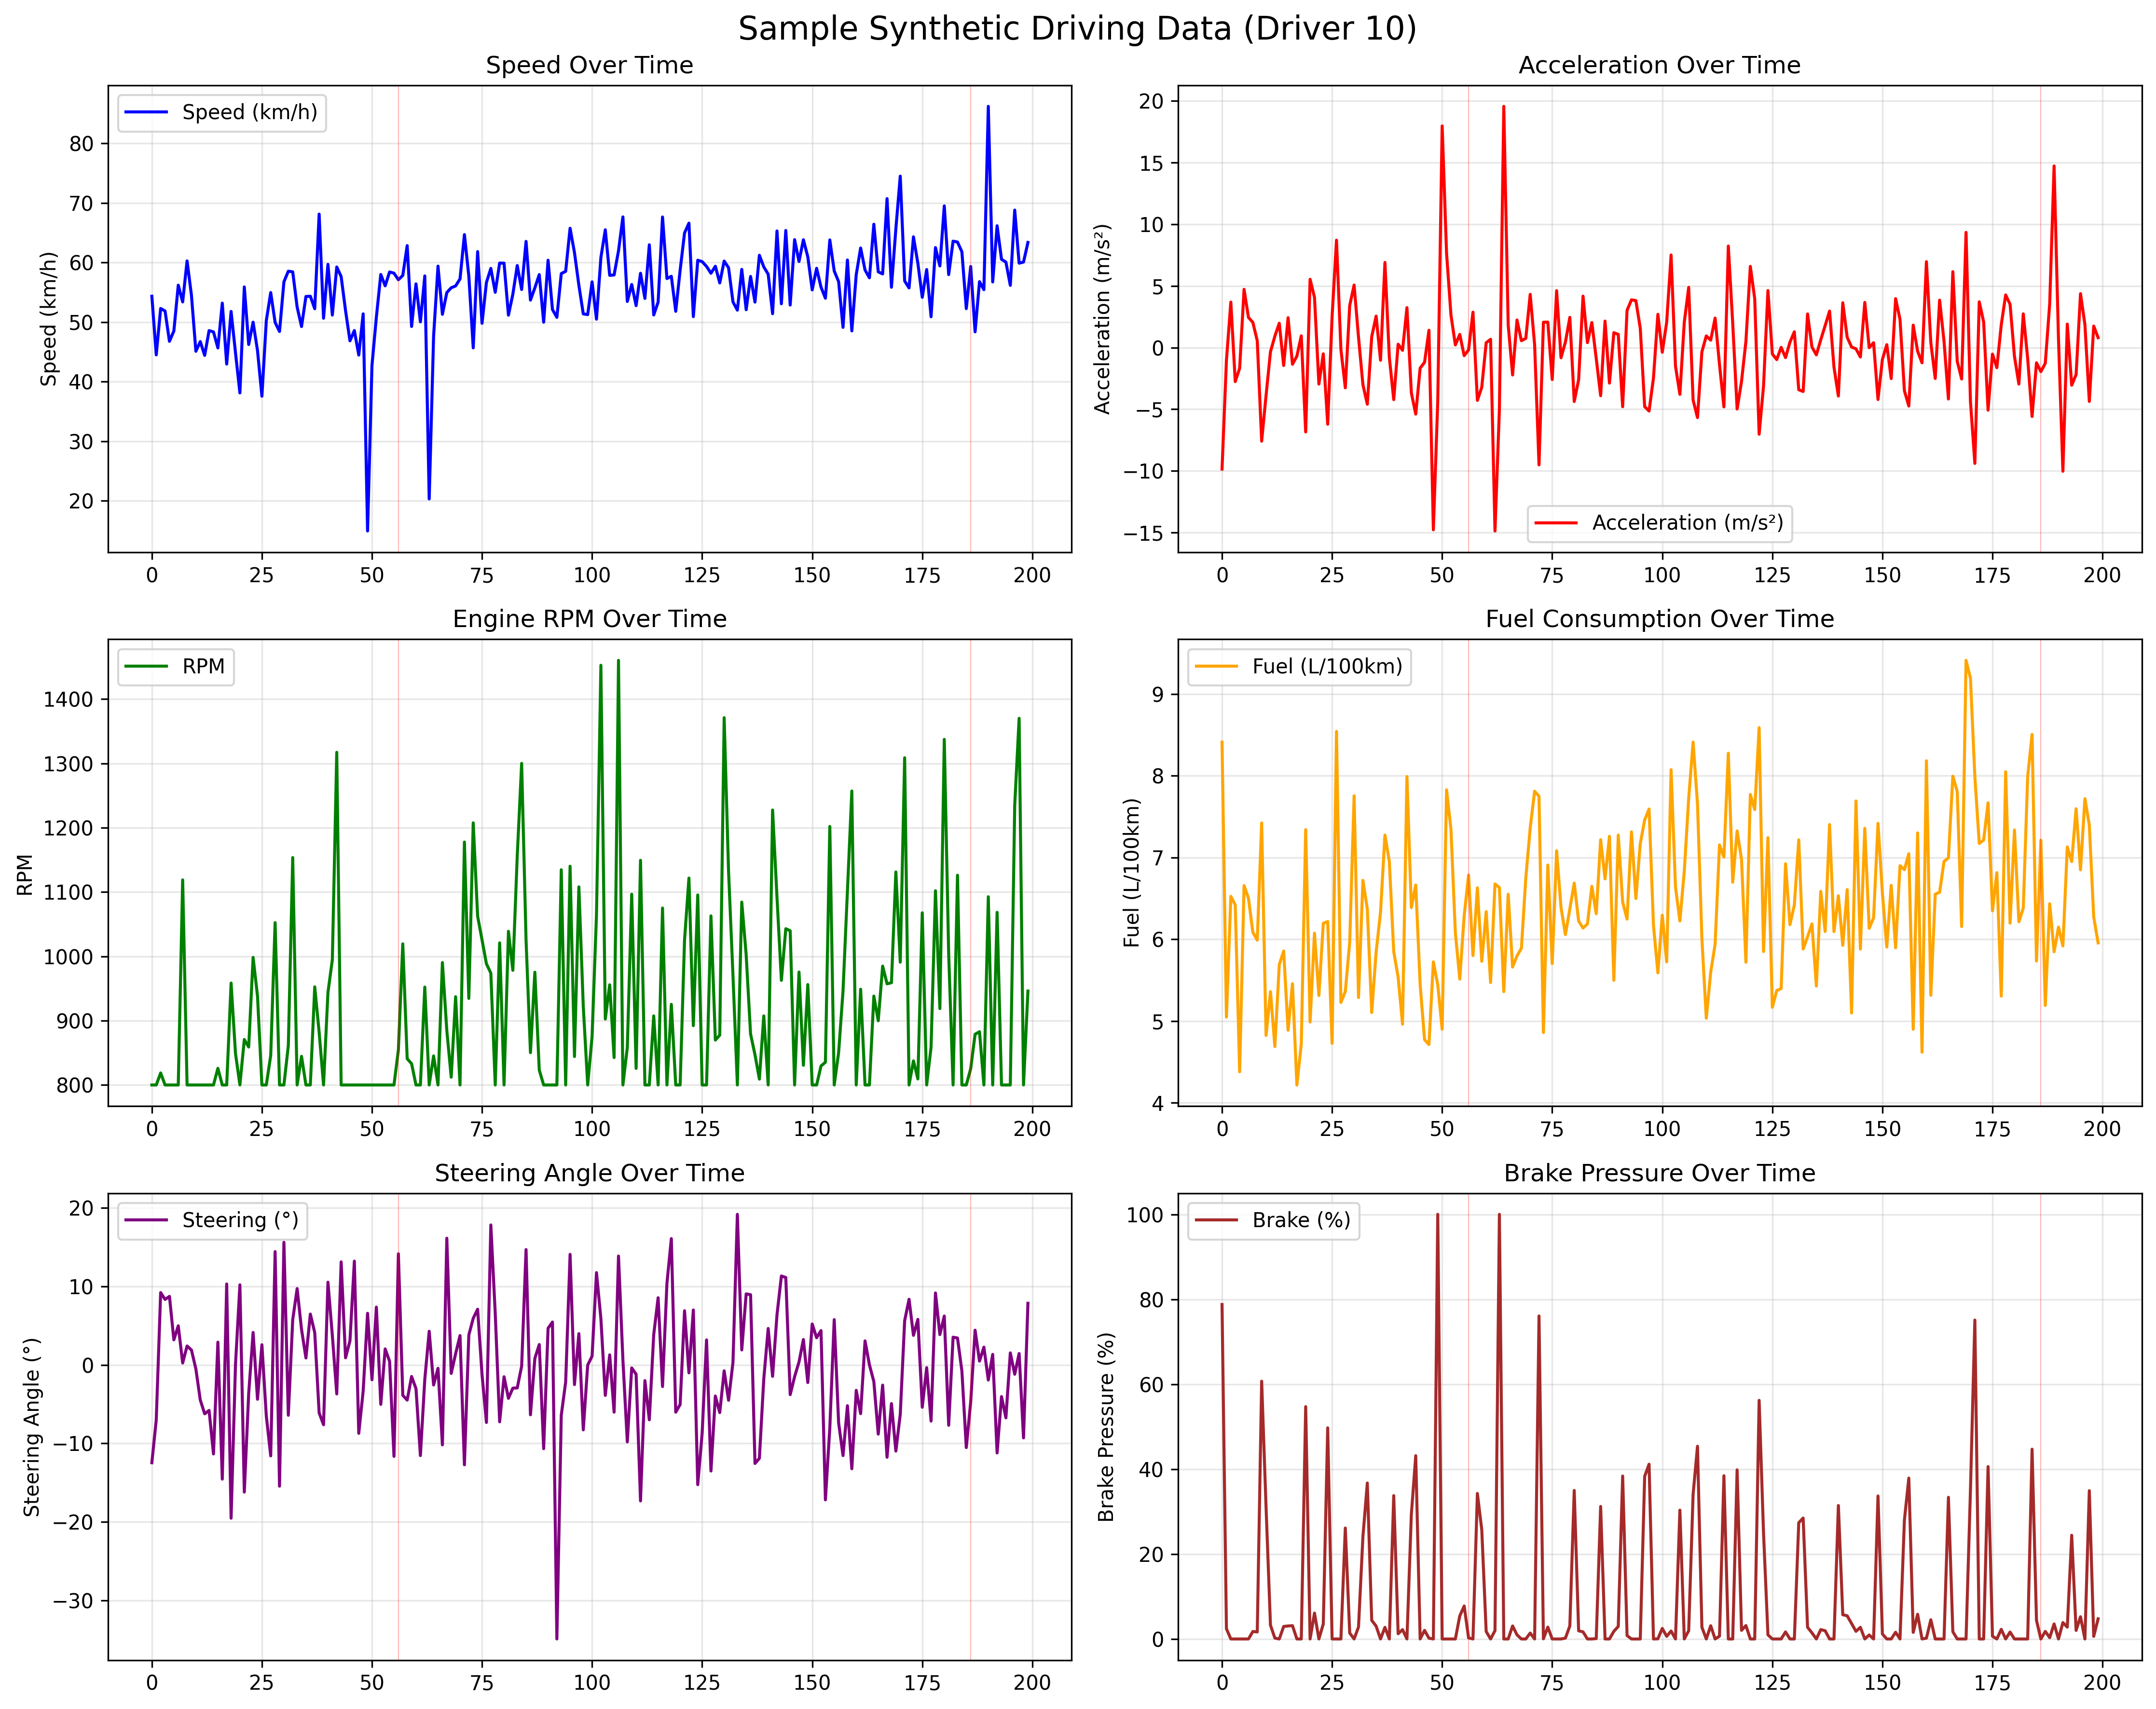 Sample Synthetic Driving Data (Driver 10)
Speed Over Time
Speed (km/h)
Speed (km/h)
80
70
60
50
40
30
20
0 25 50 75 100 125 150 175 200
Acceleration Over Time
Acceleration (m/s²)
Acceleration (m/s²)
20
15
10
5
0
−5
−10
−15
0 25 50 75 100 125 150 175 200
Engine RPM Over Time
RPM
RPM
1400
1300
1200
1100
1000
900
800
0 25 50 75 100 125 150 175 200
Fuel Consumption Over Time
Fuel (L/100km)
Fuel (L/100km)
9
8
7
6
5
4
0 25 50 75 100 125 150 175 200
Steering Angle Over Time
Steering (°)
Steering Angle (°)
20
10
0
−10
−20
−30
0 25 50 75 100 125 150 175 200
Brake Pressure Over Time
Brake (%)
Brake Pressure (%)
100
80
60
40
20
0
0 25 50 75 100 125 150 175 200